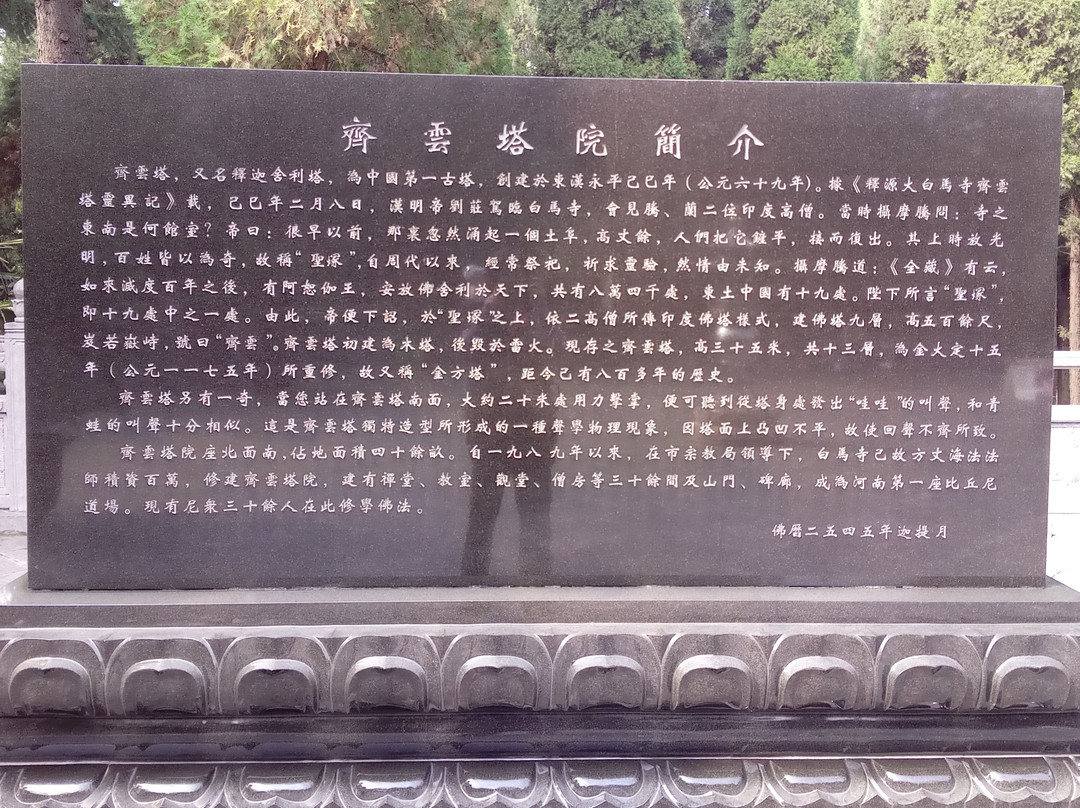 齊雲塔院簡介
齊雲塔，又名釋迦舍利塔，為中國第一古塔，創建於東漢永平己巳年（公元六十九年）。據《釋源大白馬寺齊雲
塔靈異記》載，己巳年二月八日，漢明帝劉莊駕臨白馬寺，會見騰、蘭二位印度高僧。當時攝摩騰問：寺之
東南是何館室？帝曰：很早以前，那裏忽然涌起一個土阜，高丈餘，人們把它鏟平，接而復出。其上時放光
明，百姓皆以為奇，故稱“聖塚”，自周代以來，經常祭祀，祈求靈驗，然情由未知。攝摩騰道：《金藏》有云，
如來滅度百年之後，有阿恕伽王，安放佛舍利於天下，共有八萬四千處，東土中國有十九處。陛下所言“聖塚”，
即十九處中之一處。由此，帝便下詔，於“聖塚”之上，依二高僧所傳印度佛塔樣式，建佛塔九層，高五百餘尺，
岌若嶽峙，號曰“齊雲”。齊雲塔初建為木塔，後毀於雷火。現存之齊雲塔，高三十五米，共十三層，為金大定十五
年（公元一一七五年）所重修，故又稱“金方塔”，距今已有八百多年的歷史。
齊雲塔另有一奇，當您站在齊雲塔南面，大約二十米處用力擊掌，便可聽到從塔身處發出“哇哇”的叫聲，和青
蛙的叫聲十分相似。這是齊雲塔獨特造型所形成的一種聲學物理現象，因塔面上凸凹不平，故使回聲不齊所致。
齊雲塔院座北面南，佔地面積四十餘畝。自一九八九年以來，在市宗教局領導下，白馬寺已故方丈海法法
師積資百萬，修建齊雲塔院，建有禪堂、教室、觀堂、僧房等三十餘間及山門、碑廊，成為河南第一座比丘尼
道場。現有尼衆三十餘人在此修學佛法。
佛曆二五四五年迦提月